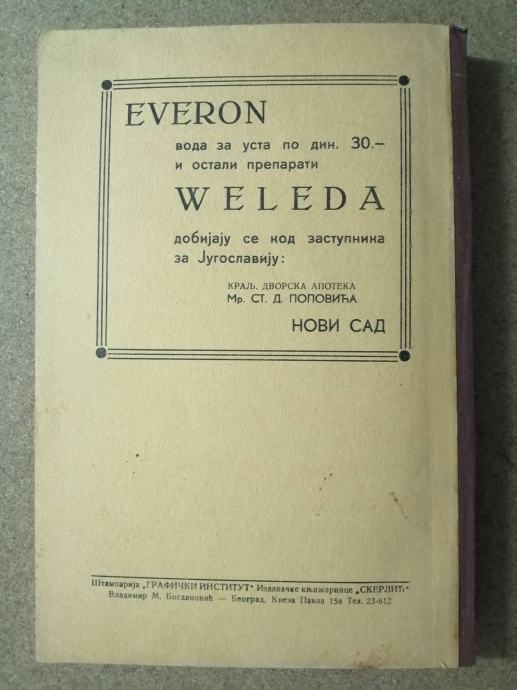 EVERON
вода за уста по дин. 30.–
и остали препарати
WELEDA
добијају се код заступника
за Југославију:
КРАЉ. ДВОРСКА АПОТЕКА
Мр. СТ. Д. ПОПОВИЋА
НОВИ САД
Штампарија „ГРАФИЧКИ ИНСТИТУТ“ Издавачке књижарнице „СКЕРЛИЋ“
Владимир М. Богдановић — Београд, Кнеза Павла 15а Тел. 23-612